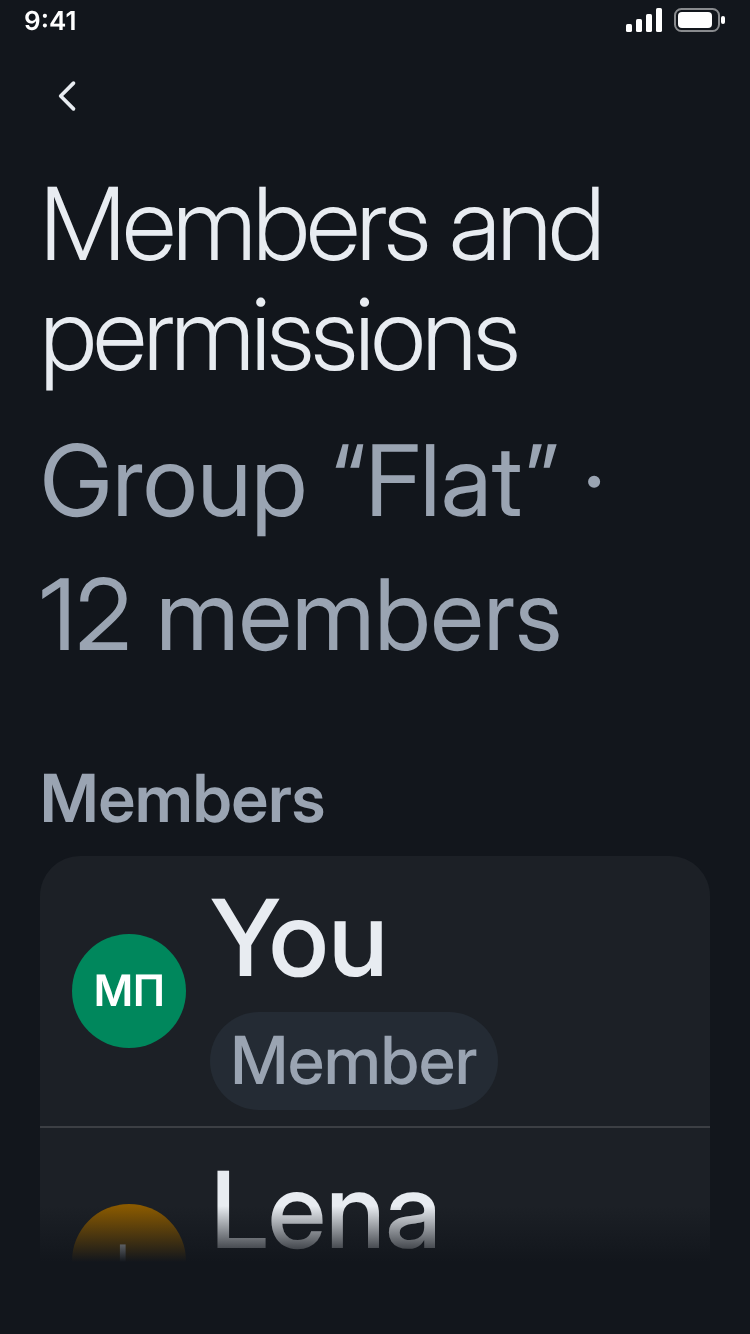 9:41
Members and
permissions
Group “Flat” ·
12 members
Members
You
МП
Member
Lena